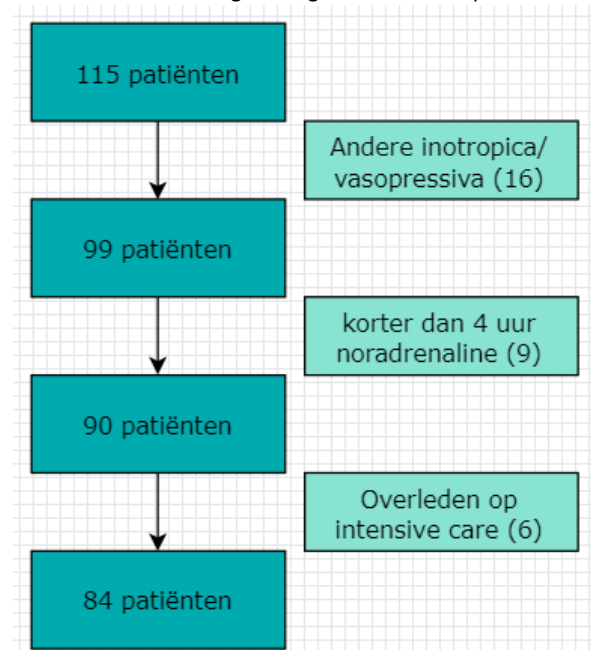 115 patiënten
Andere inotropica/
vasopressiva (16)
99 patiënten
korter dan 4 uur
noradrenaline (9)
90 patiënten
Overleden op
intensive care (6)
84 patiënten